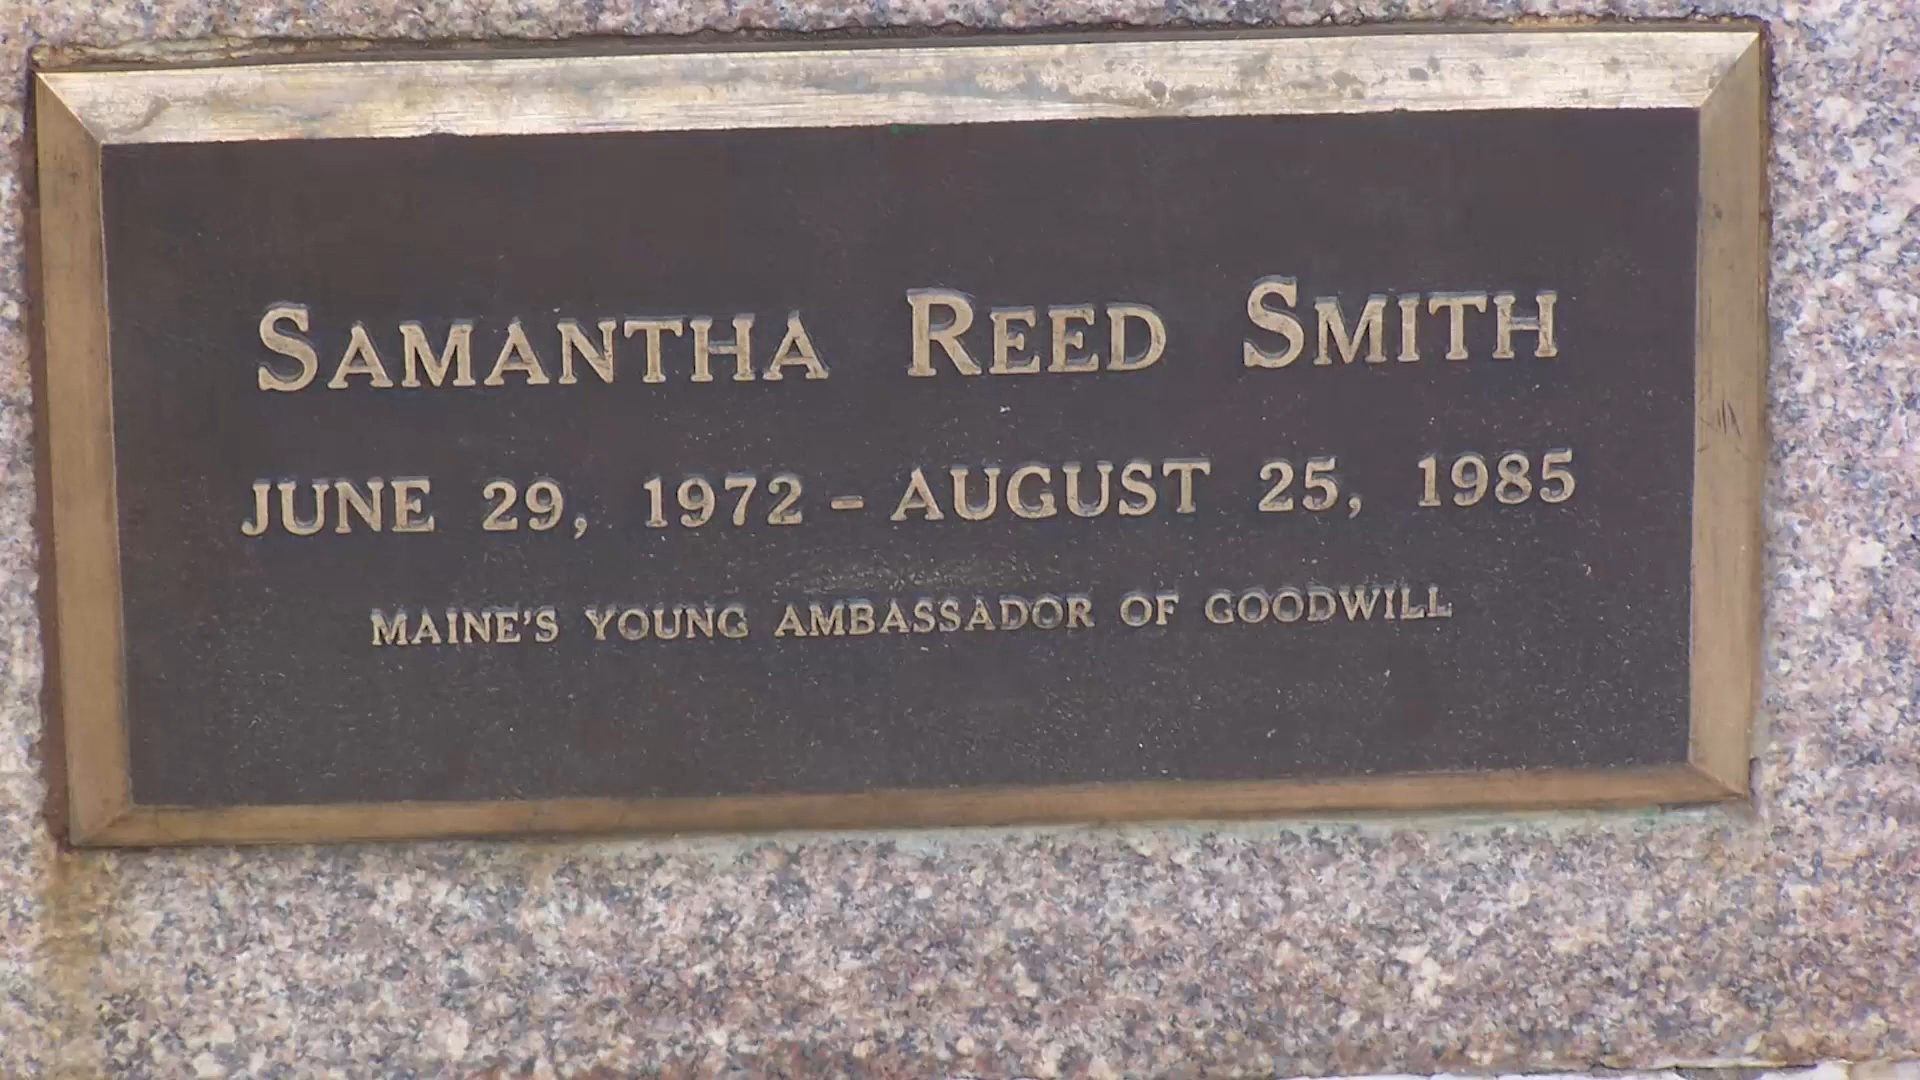 SAMANTHA REED SMITH
JUNE 29, 1972 – AUGUST 25, 1985
MAINE'S YOUNG AMBASSADOR OF GOODWILL